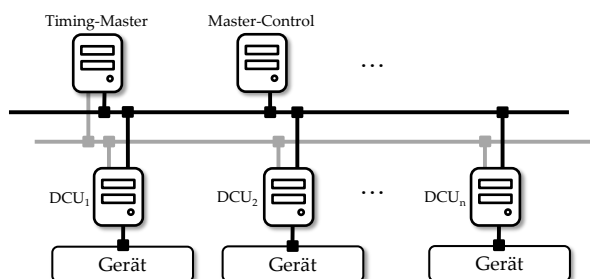 Timing-Master
Master-Control
...
DCU₁
DCU₂
...
DCUₙ
Gerät
Gerät
Gerät